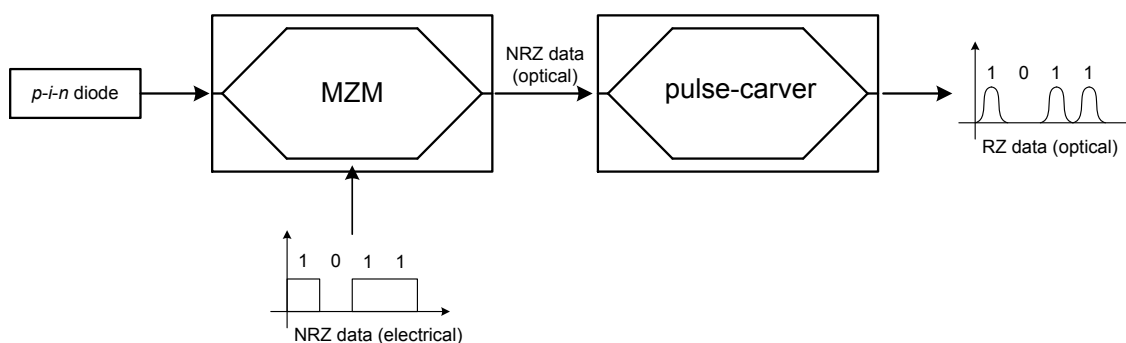 p-i-n diode
MZM
NRZ data
(optical)
pulse-carver
1 0 1 1
RZ data (optical)
1 0 1 1
NRZ data (electrical)